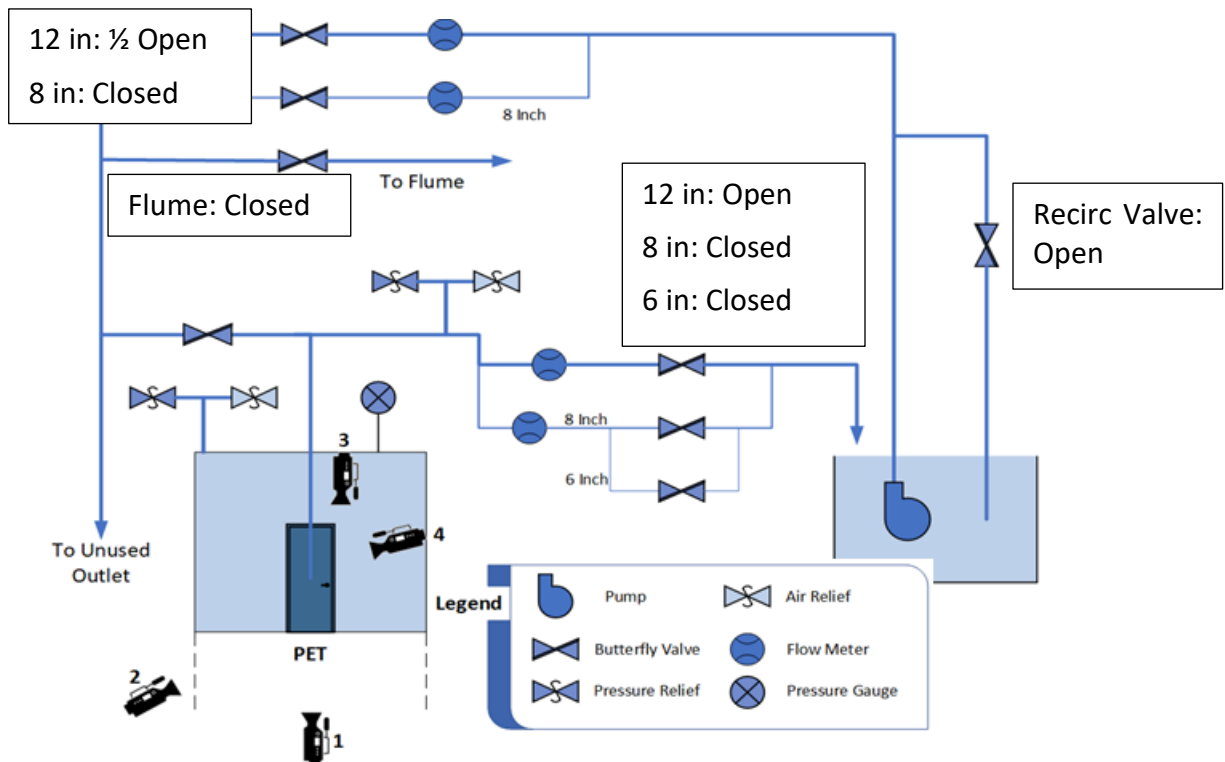 12 in: ½ Open
8 in: Closed
8 Inch
To Flume
Flume: Closed
12 in: Open
8 in: Closed
6 in: Closed
Recirc Valve:
Open
8 Inch
6 Inch
3
4
To Unused
Outlet
PET
2
1
Legend
Pump
Air Relief
Butterfly Valve
Flow Meter
Pressure Relief
Pressure Gauge